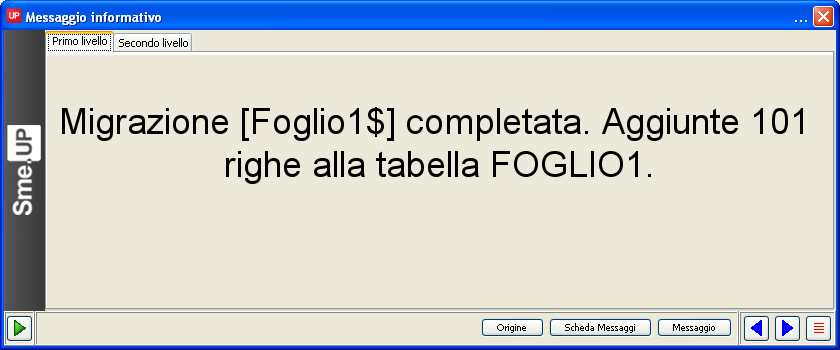 UP Messaggio informativo ...
Primo livello Secondo livello
Sme.UP
Migrazione [Foglio1$] completata. Aggiunte 101
righe alla tabella FOGLIO1.
Origine Scheda Messaggi Messaggio